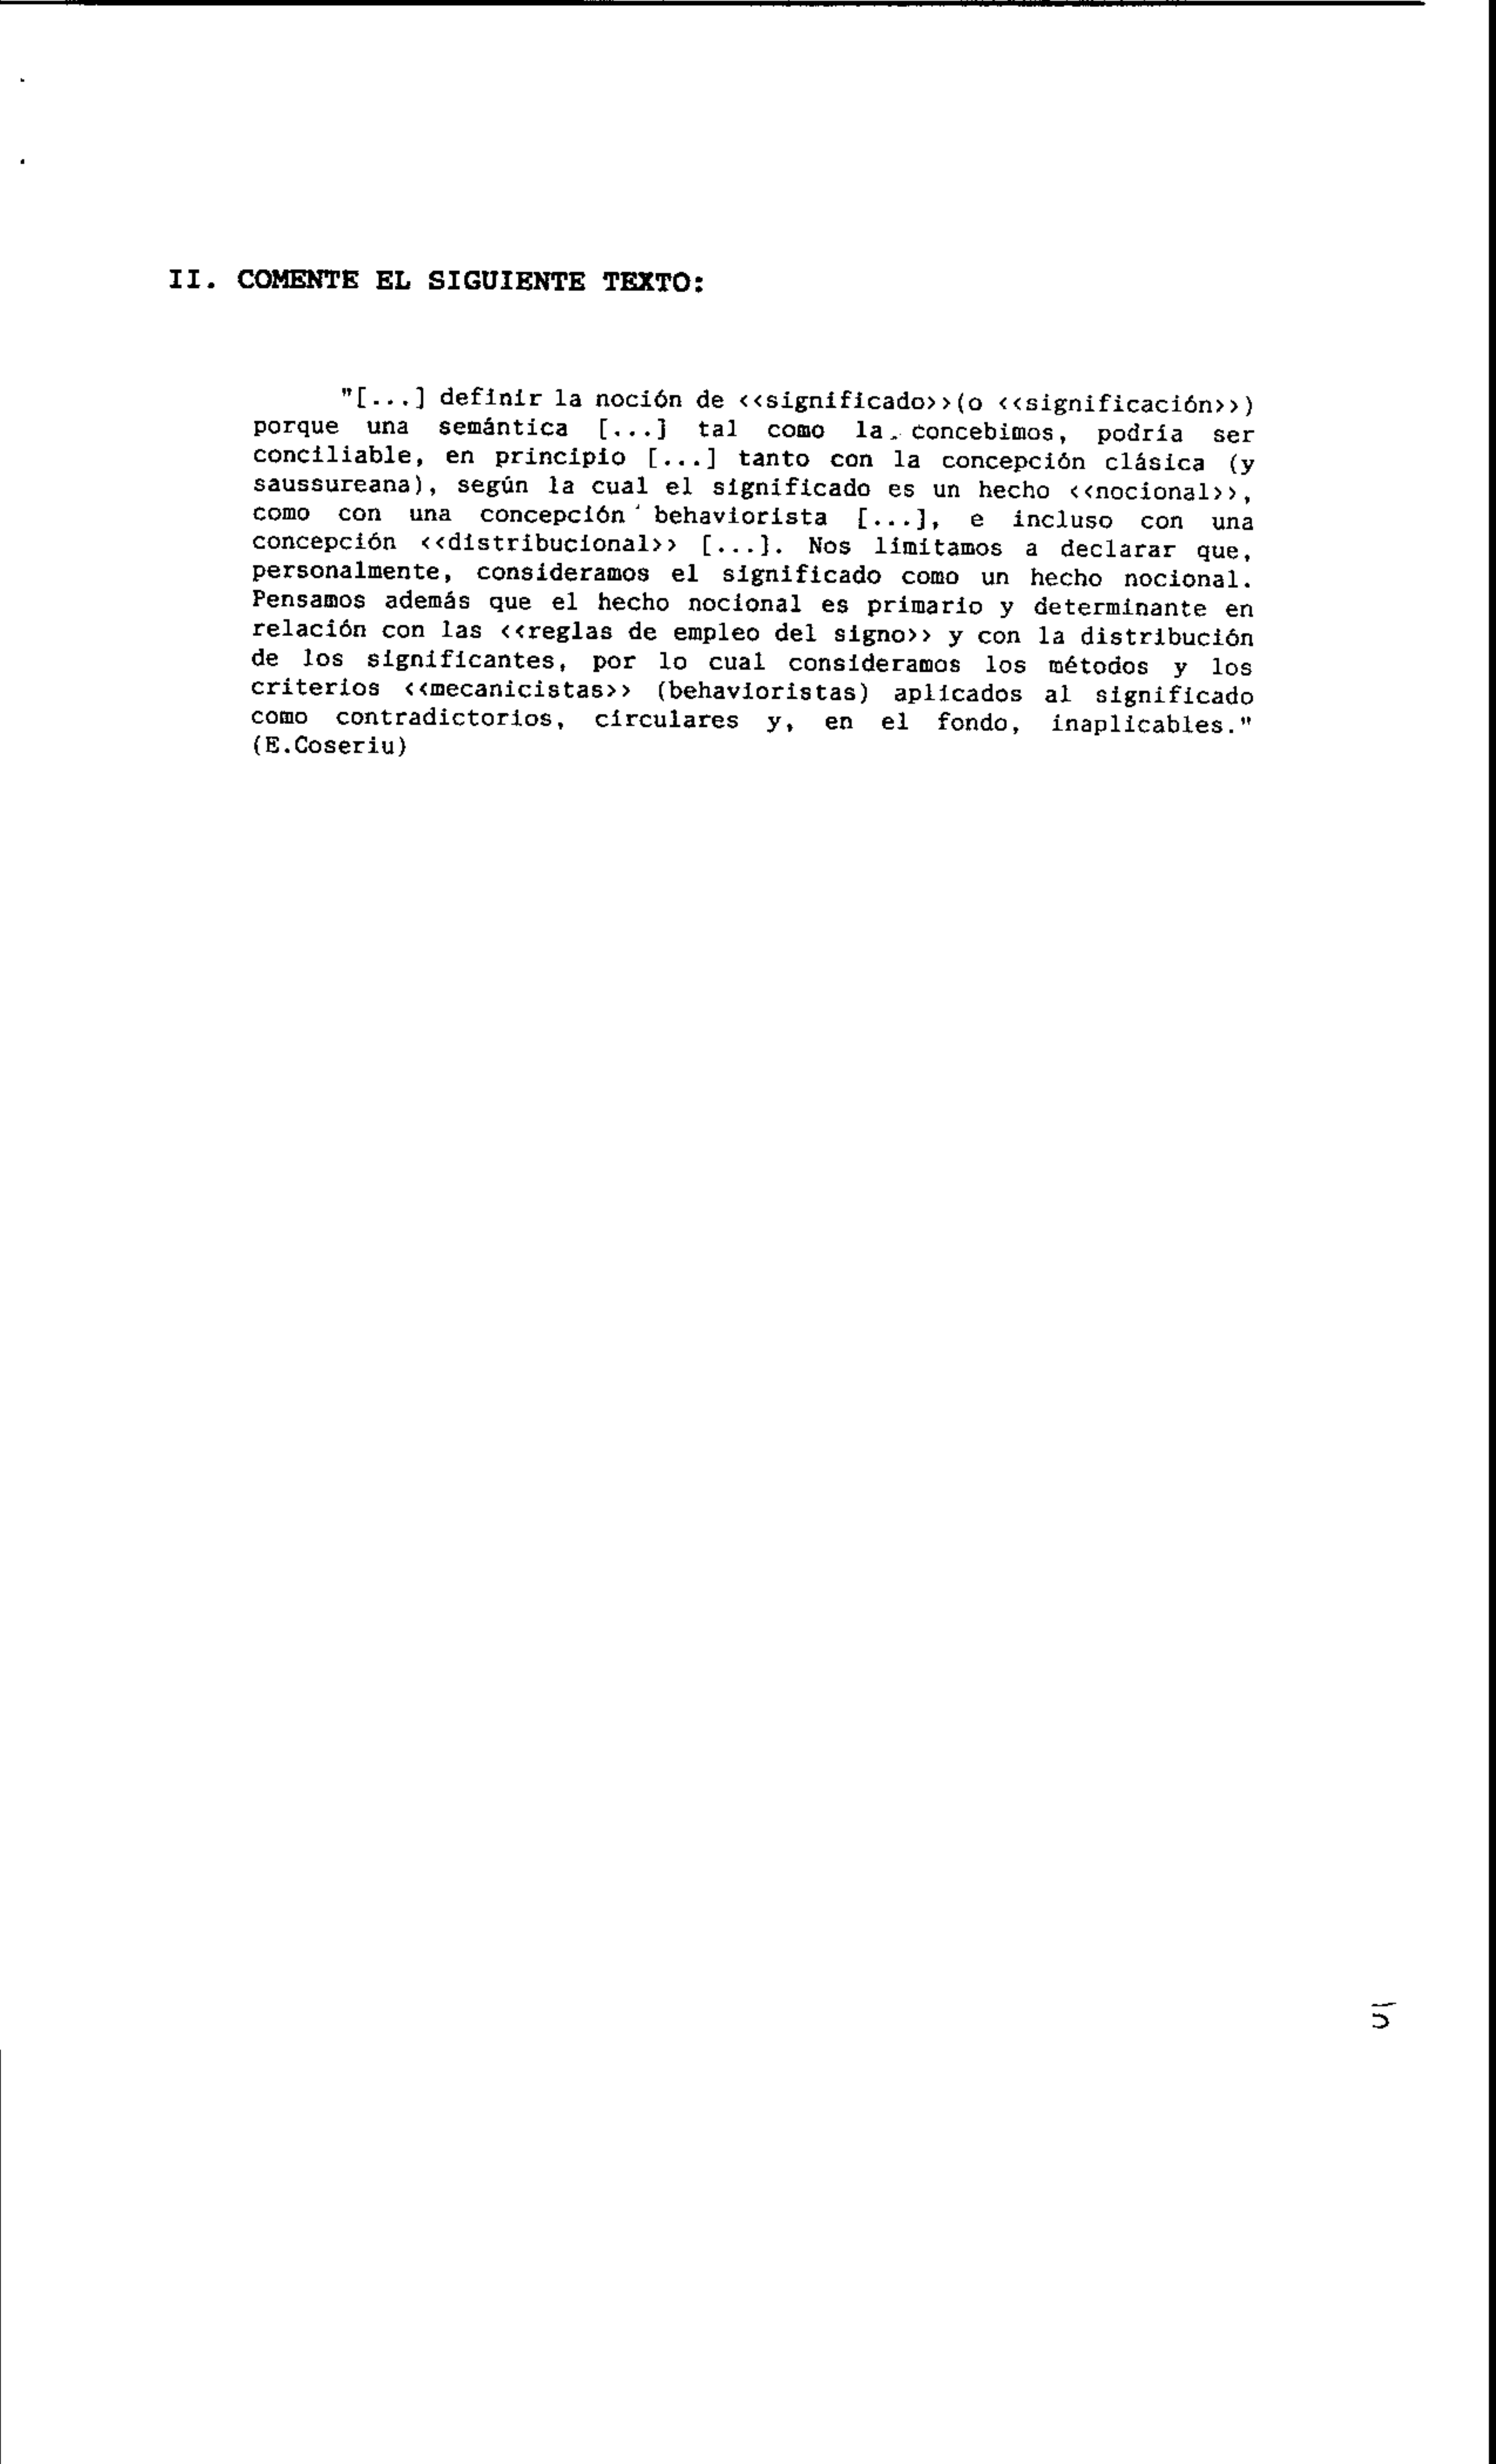 II. COMENTE EL SIGUIENTE TEXTO:
"[...] definir la noción de <<significado>>(o <<significación>>)
porque una semántica [...] tal como la concebimos, podría ser
conciliable, en principio [...] tanto con la concepción clásica (y
saussureana), según la cual el significado es un hecho <<nocional>>,
como con una concepción behaviorista [...], e incluso con una
concepción <<distribucional>> [...]. Nos limitamos a declarar que,
personalmente, consideramos el significado como un hecho nocional.
Pensamos además que el hecho nocional es primario y determinante en
relación con las <<reglas de empleo del signo>> y con la distribución
de los significantes, por lo cual consideramos los métodos y los
criterios <<mecanicistas>> (behavioristas) aplicados al significado
como contradictorios, circulares y, en el fondo, inaplicables."
(E.Coseriu)
5